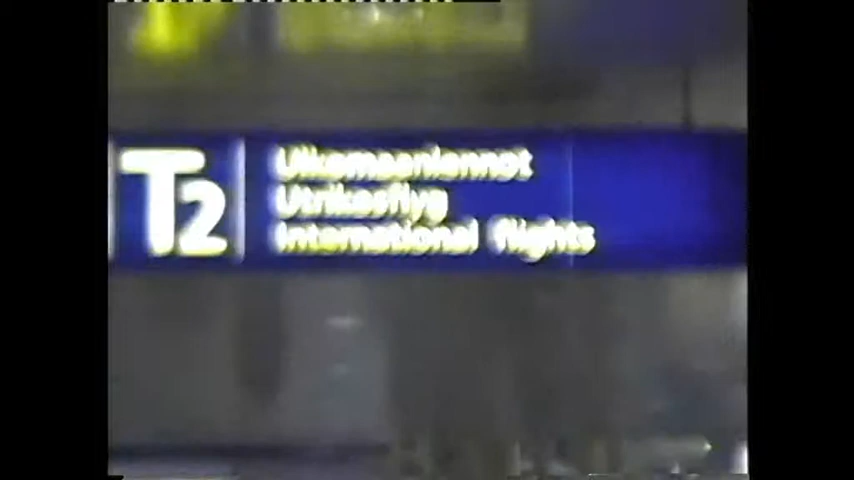 T2
Ulkomaanlennot
Utrikesflyg
International flights